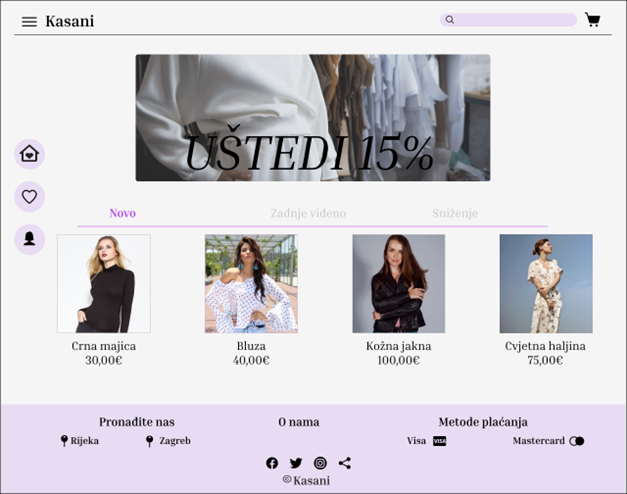 Kasani
UŠTEDI 15%
Novo Zadnje viđeno Sniženje
Crna majica Bluza Kožna jakna Cvjetna haljina
30,00€ 40,00€ 100,00€ 75,00€
Pronađite nas O nama Metode plaćanja
Rijeka Zagreb Visa VISA Mastercard
©Kasani